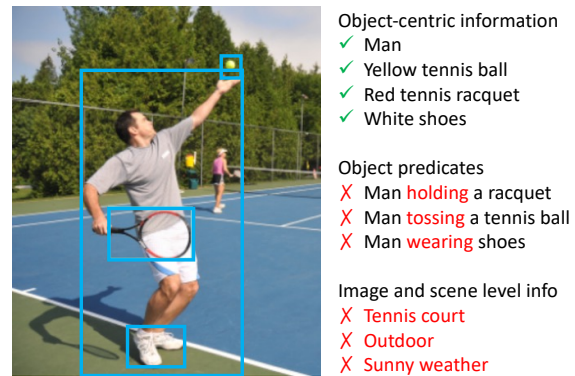 Object-centric information
✓ Man
✓ Yellow tennis ball
✓ Red tennis racquet
✓ White shoes
Object predicates
✗ Man holding a racquet
✗ Man tossing a tennis ball
✗ Man wearing shoes
Image and scene level info
✗ Tennis court
✗ Outdoor
✗ Sunny weather